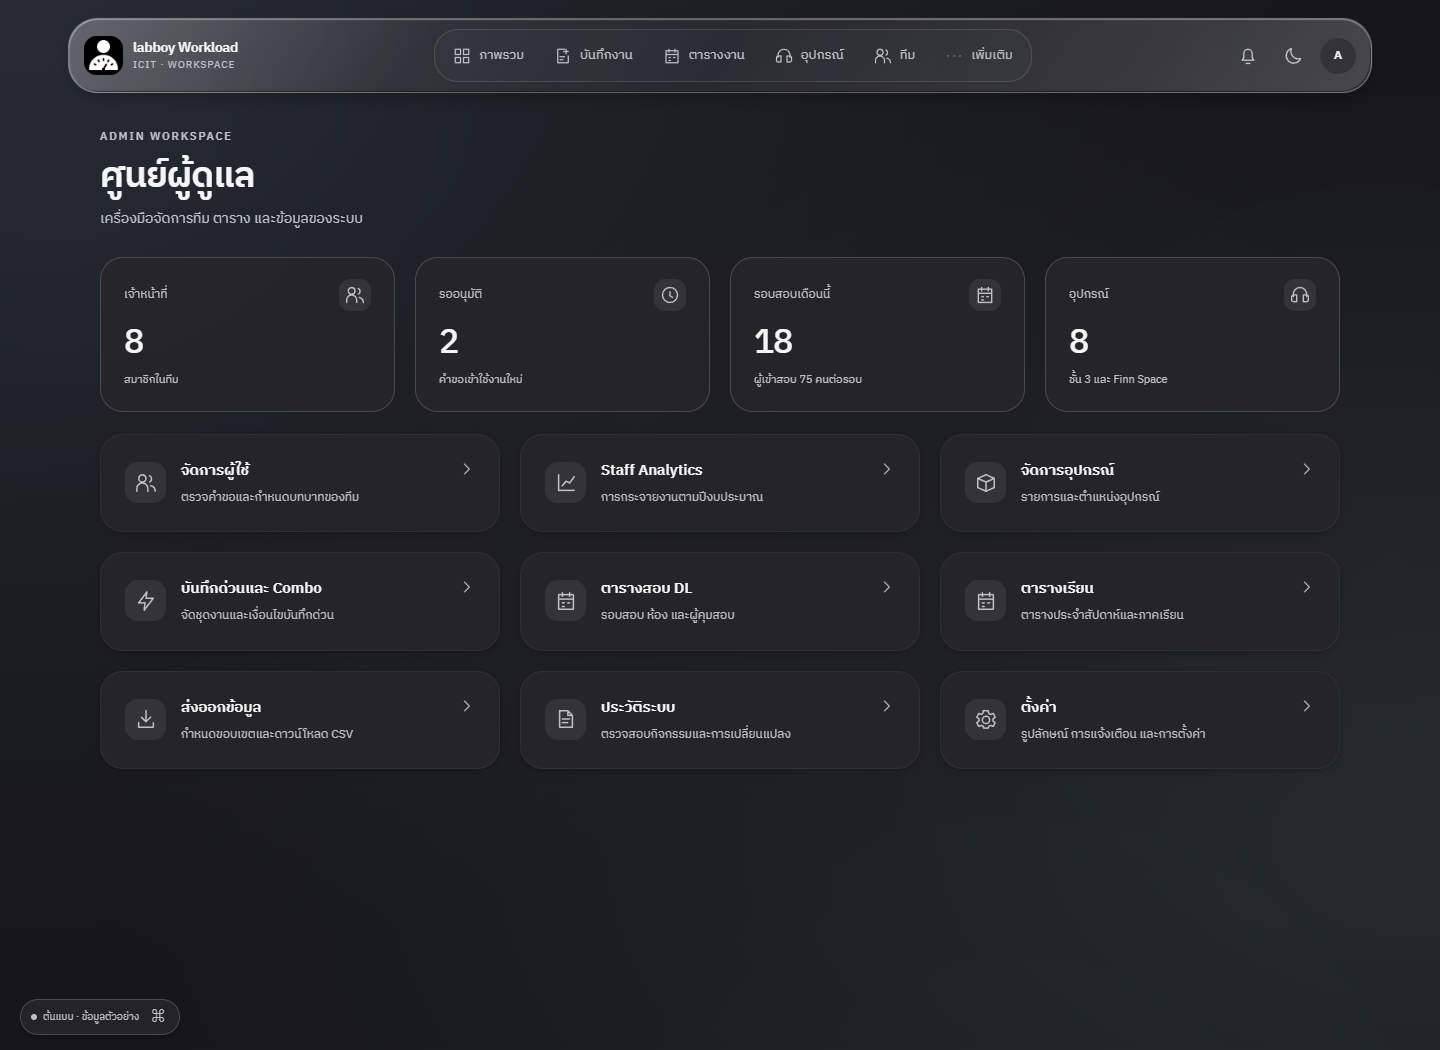 labboy Workload
ICIT · WORKSPACE
ภาพรวม
บันทึกงาน
ตารางงาน
อุปกรณ์
ทีม
··· เพิ่มเติม
A
ADMIN WORKSPACE
ศูนย์ผู้ดูแล
เครื่องมือจัดการทีม ตาราง และข้อมูลของระบบ
เจ้าหน้าที่
8
สมาชิกในทีม
รออนุมัติ
2
คำขอเข้าใช้งานใหม่
รอบสอบเดือนนี้
18
ผู้เข้าสอบ 75 คนต่อรอบ
อุปกรณ์
8
ชั้น 3 และ Finn Space
จัดการผู้ใช้
ตรวจคำขอและกำหนดบทบาทของทีม
Staff Analytics
การกระจายงานตามปีงบประมาณ
จัดการอุปกรณ์
รายการและตำแหน่งอุปกรณ์
บันทึกด่วนและ Combo
จัดชุดงานและเงื่อนไขบันทึกด่วน
ตารางสอบ DL
รอบสอบ ห้อง และผู้คุมสอบ
ตารางเรียน
ตารางประจำสัปดาห์และภาคเรียน
ส่งออกข้อมูล
กำหนดขอบเขตและดาวน์โหลด CSV
ประวัติระบบ
ตรวจสอบกิจกรรมและการเปลี่ยนแปลง
ตั้งค่า
รูปลักษณ์ การแจ้งเตือน และการตั้งค่า
ต้นแบบ · ข้อมูลตัวอย่าง ⌘